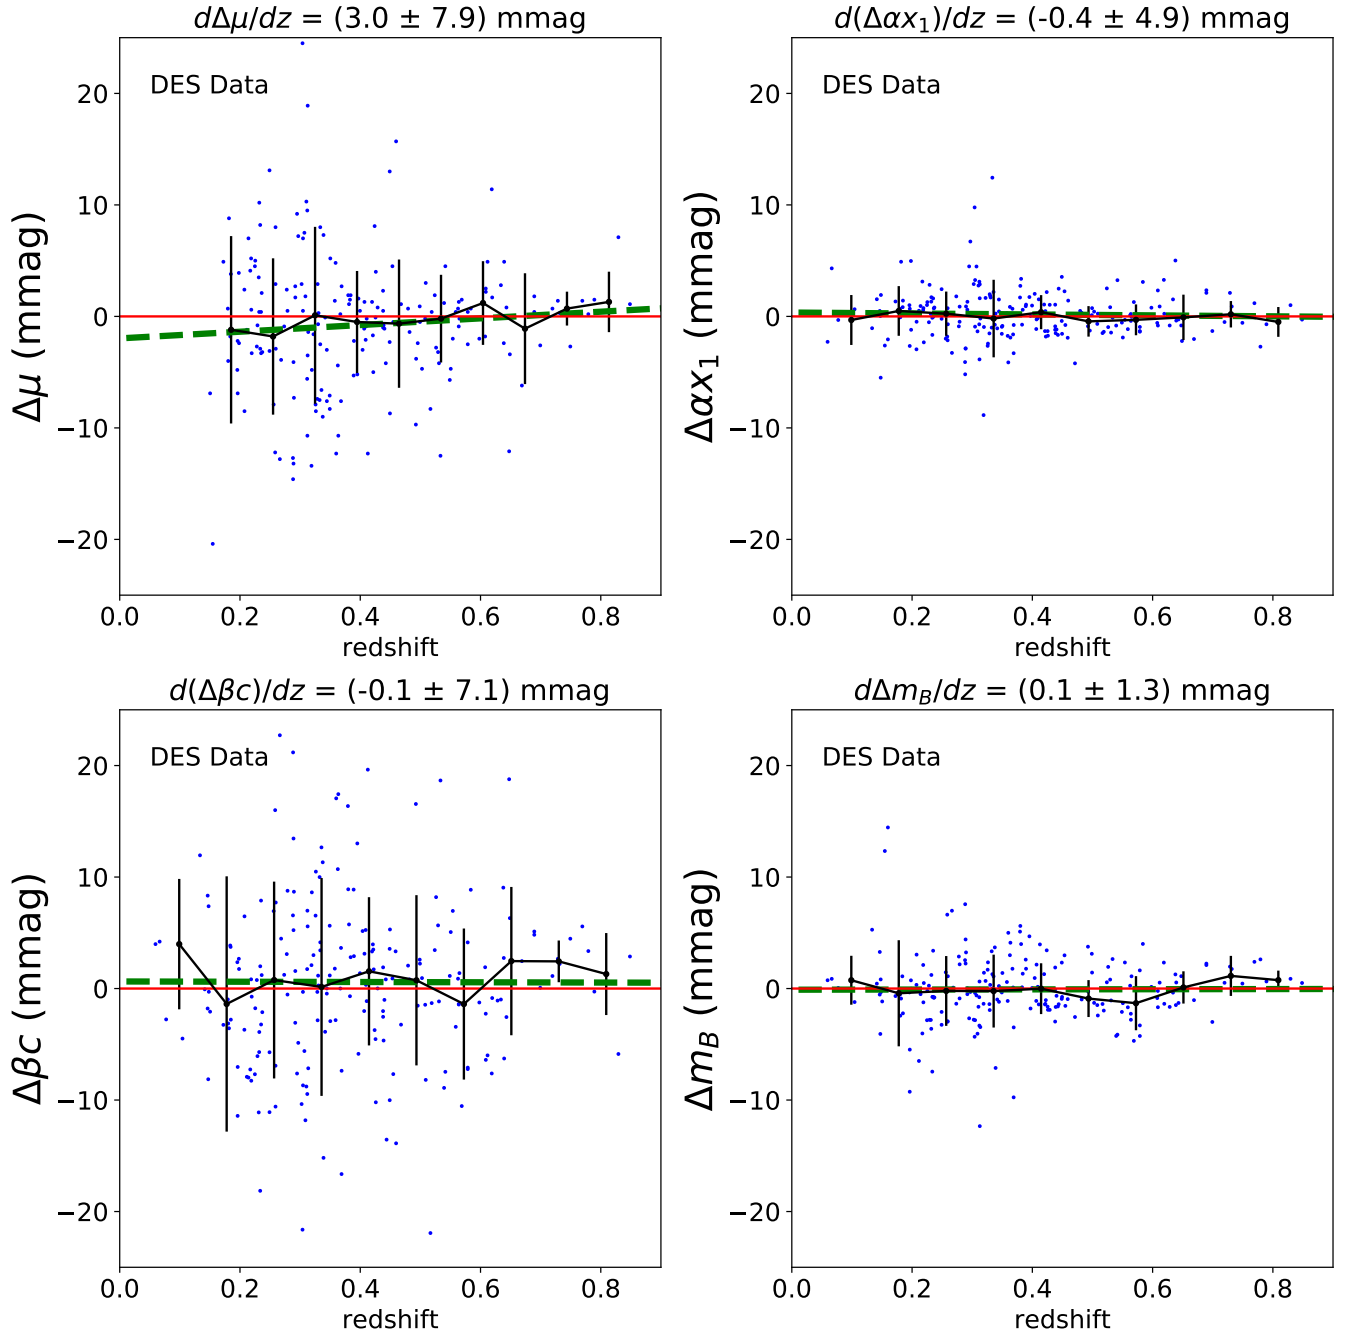 dΔμ/dz = (3.0 ± 7.9) mmag
DES Data
20
10
0
−10
−20
Δμ (mmag)
0.0 0.2 0.4 0.6 0.8
redshift
d(Δαx₁)/dz = (-0.4 ± 4.9) mmag
DES Data
20
10
0
−10
−20
Δαx₁ (mmag)
0.0 0.2 0.4 0.6 0.8
redshift
d(Δβc)/dz = (-0.1 ± 7.1) mmag
DES Data
20
10
0
−10
−20
Δβc (mmag)
0.0 0.2 0.4 0.6 0.8
redshift
dΔm_B/dz = (0.1 ± 1.3) mmag
DES Data
20
10
0
−10
−20
Δm_B (mmag)
0.0 0.2 0.4 0.6 0.8
redshift